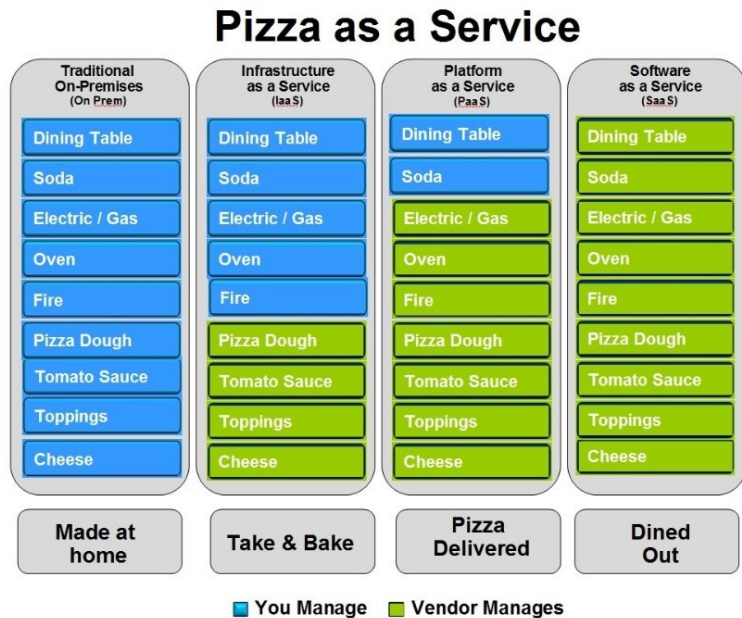 Pizza as a Service
Traditional
On-Premises
(On Prem)
Dining Table
Soda
Electric / Gas
Oven
Fire
Pizza Dough
Tomato Sauce
Toppings
Cheese
Made at
home
Infrastructure
as a Service
(IaaS)
Dining Table
Soda
Electric / Gas
Oven
Fire
Pizza Dough
Tomato Sauce
Toppings
Cheese
Take & Bake
Platform
as a Service
(PaaS)
Dining Table
Soda
Electric / Gas
Oven
Fire
Pizza Dough
Tomato Sauce
Toppings
Cheese
Pizza
Delivered
Software
as a Service
(SaaS)
Dining Table
Soda
Electric / Gas
Oven
Fire
Pizza Dough
Tomato Sauce
Toppings
Cheese
Dined
Out
You Manage
Vendor Manages